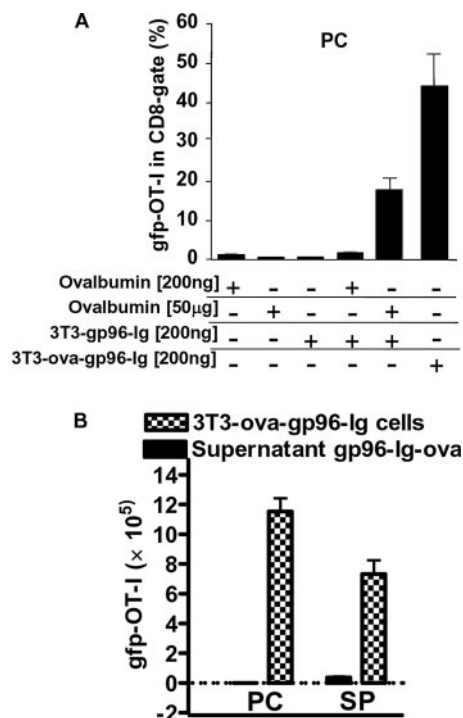 A
PC
gfp-OT-I in CD8-gate (%)
60
50
40
30
20
10
0
Ovalbumin [200ng] + - - + - -
Ovalbumin [50µg] - + - - + -
3T3-gp96-Ig [200ng] - - + + + -
3T3-ova-gp96-Ig [200ng] - - - - - +
B
3T3-ova-gp96-Ig cells
Supernatant gp96-Ig-ova
gfp-OT-I (× 10⁵)
14
12
10
8
6
4
2
0
-2
PC SP